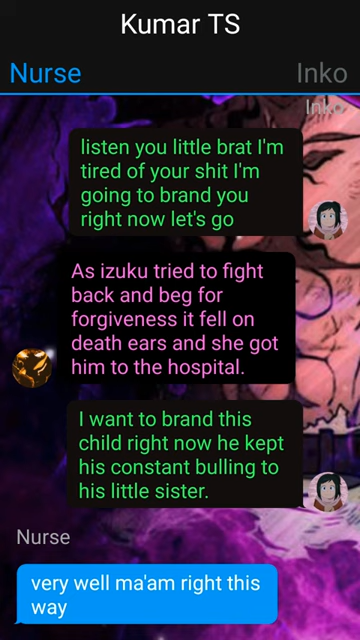 Kumar TS
Nurse
Inko
Inko
listen you little brat I'm
tired of your shit I'm
going to brand you
right now let's go
As izuku tried to fight
back and beg for
forgiveness it fell on
death ears and she got
him to the hospital.
I want to brand this
child right now he kept
his constant bulling to
his little sister.
Nurse
very well ma'am right this
way